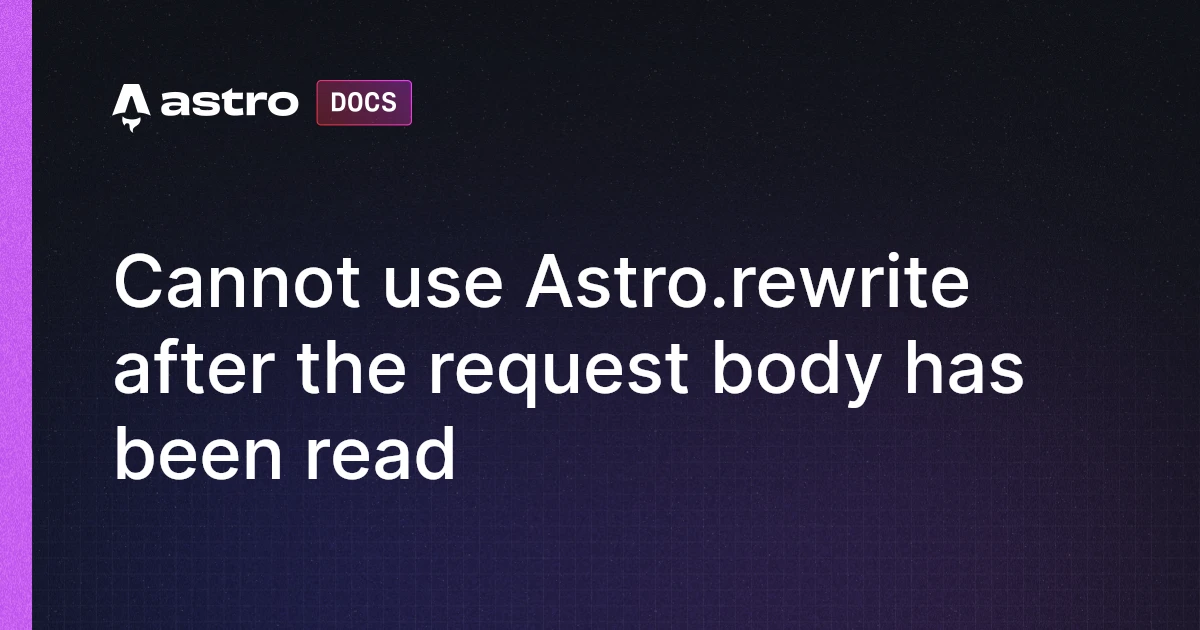 astro DOCS
Cannot use Astro.rewrite
after the request body has
been read